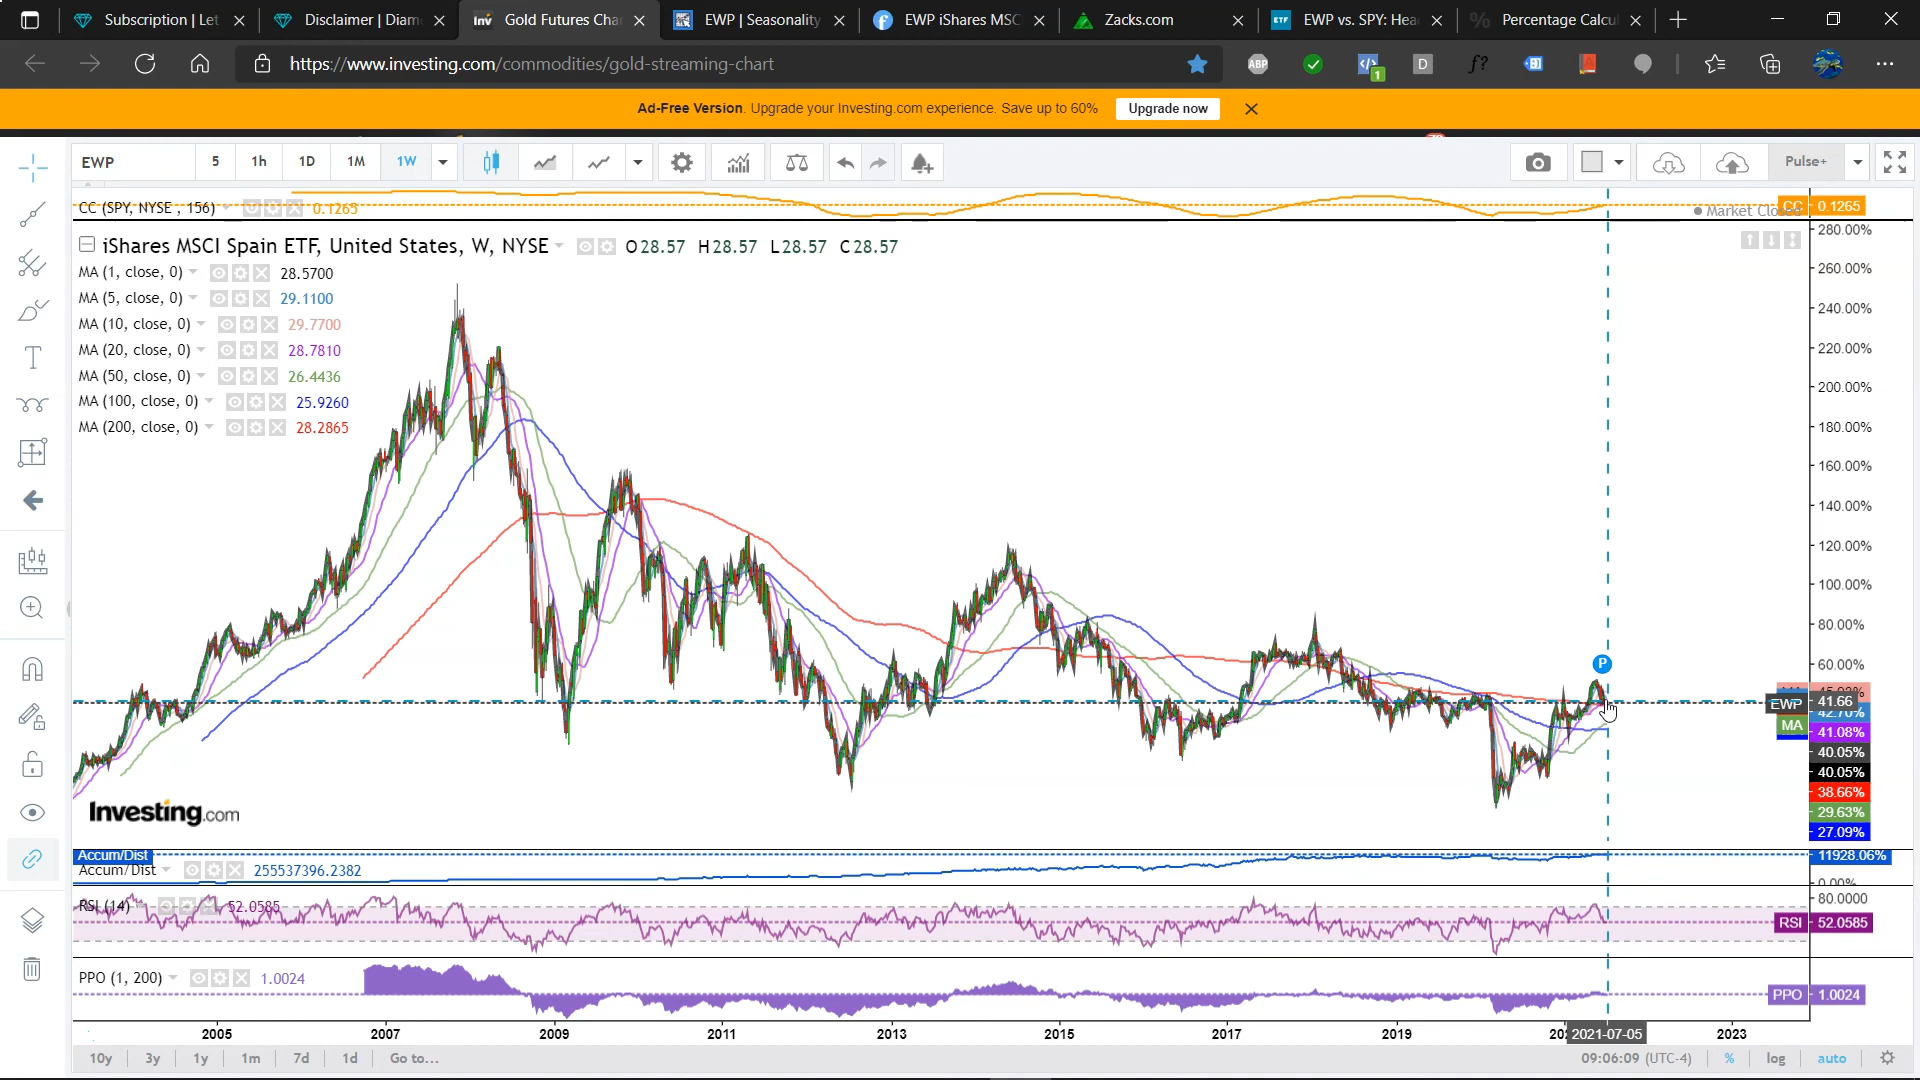 Subscription | Let
Disclaimer | Diam
Gold Futures Cha
EWP | Seasonality
EWP iShares MSC
Zacks.com
EWP vs. SPY: Hea
Percentage Calcu
https://www.investing.com/commodities/gold-streaming-chart
Ad-Free Version. Upgrade your Investing.com experience. Save up to 60%
Upgrade now
EWP
5
1h
1D
1M
1W
Pulse+
CC (SPY, NYSE , 156)
0.1265
CC
0.1265
iShares MSCI Spain ETF, United States, W, NYSE
O28.57 H28.57 L28.57 C28.57
MA (1, close, 0) 28.5700
MA (5, close, 0) 29.1100
MA (10, close, 0) 29.7700
MA (20, close, 0) 28.7810
MA (50, close, 0) 26.4436
MA (100, close, 0) 25.9260
MA (200, close, 0) 28.2865
280.00%
260.00%
240.00%
220.00%
200.00%
180.00%
160.00%
140.00%
120.00%
100.00%
80.00%
60.00%
P
EWP
41.66
42.70%
MA
41.08%
40.05%
40.05%
38.66%
29.63%
27.09%
Investing.com
Accum/Dist
Accum/Dist 255537396.2382
11928.06%
0.00%
RSI (14) 52.0585
80.0000
RSI 52.0585
PPO (1, 200) 1.0024
PPO 1.0024
2005
2007
2009
2011
2013
2015
2017
2019
2021-07-05
2023
10y
3y
1y
1m
7d
1d
Go to...
09:06:09 (UTC-4)
%
log
auto